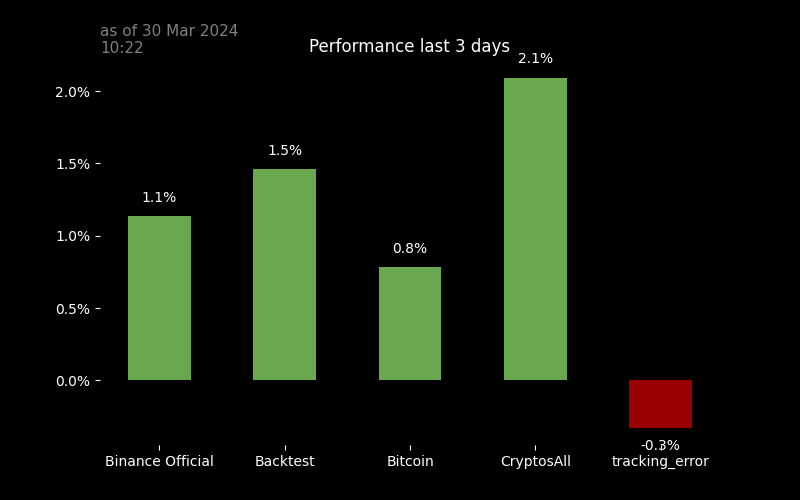 as of 30 Mar 2024
10:22
Performance last 3 days
2.1%
2.0%
1.5%
1.5%
1.1%
1.0%
0.8%
0.5%
0.0%
-0.3%
Binance Official
Backtest
Bitcoin
CryptosAll
tracking_error